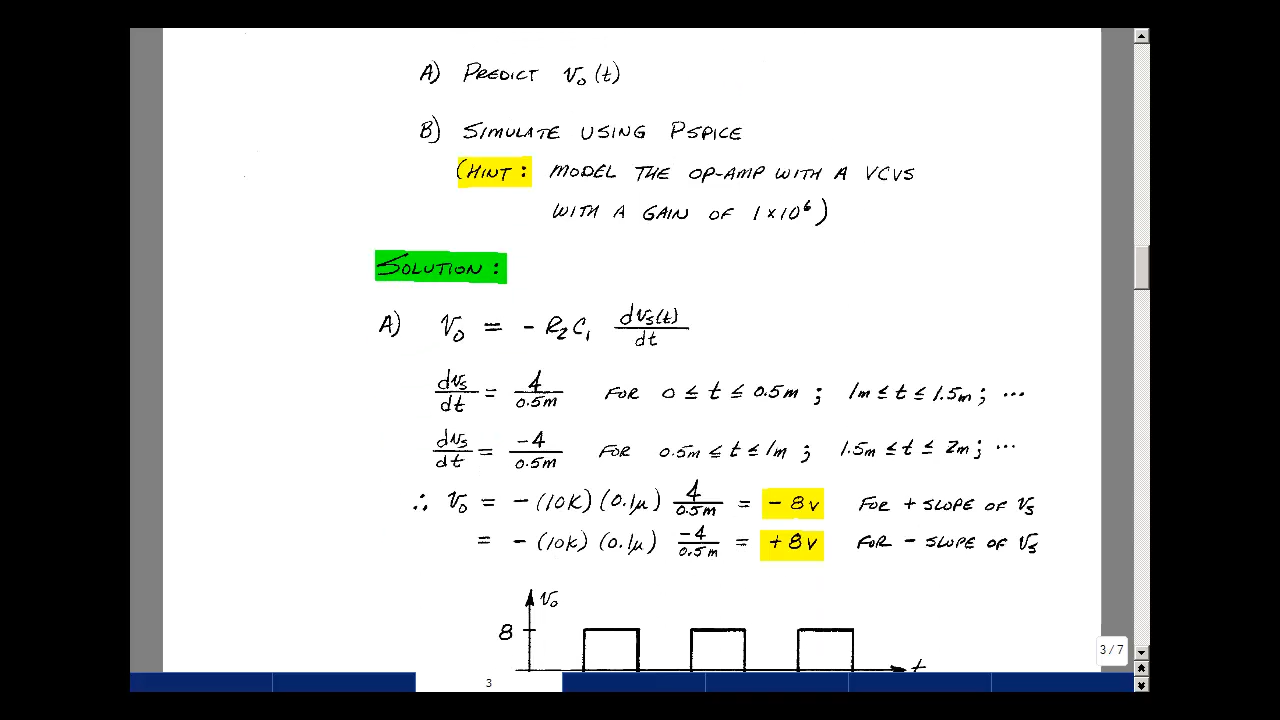 A) PREDICT v₀(t)
B) SIMULATE USING PSPICE
(HINT: MODEL THE OP-AMP WITH A VCVS
WITH A GAIN OF 1×10⁶)
SOLUTION:
A) V₀ = - R₂C₁ dVs(t)/dt
dvs/dt = 4/0.5m FOR 0 ≤ t ≤ 0.5m ; 1m ≤ t ≤ 1.5m ; ...
dvs/dt = -4/0.5m FOR 0.5m ≤ t ≤ 1m ; 1.5m ≤ t ≤ 2m ; ...
∴ V₀ = -(10K)(0.1μ) 4/0.5m = -8v FOR + SLOPE OF Vs
= -(10K)(0.1μ) -4/0.5m = +8v FOR - SLOPE OF Vs
v₀
8
t
3/7
3